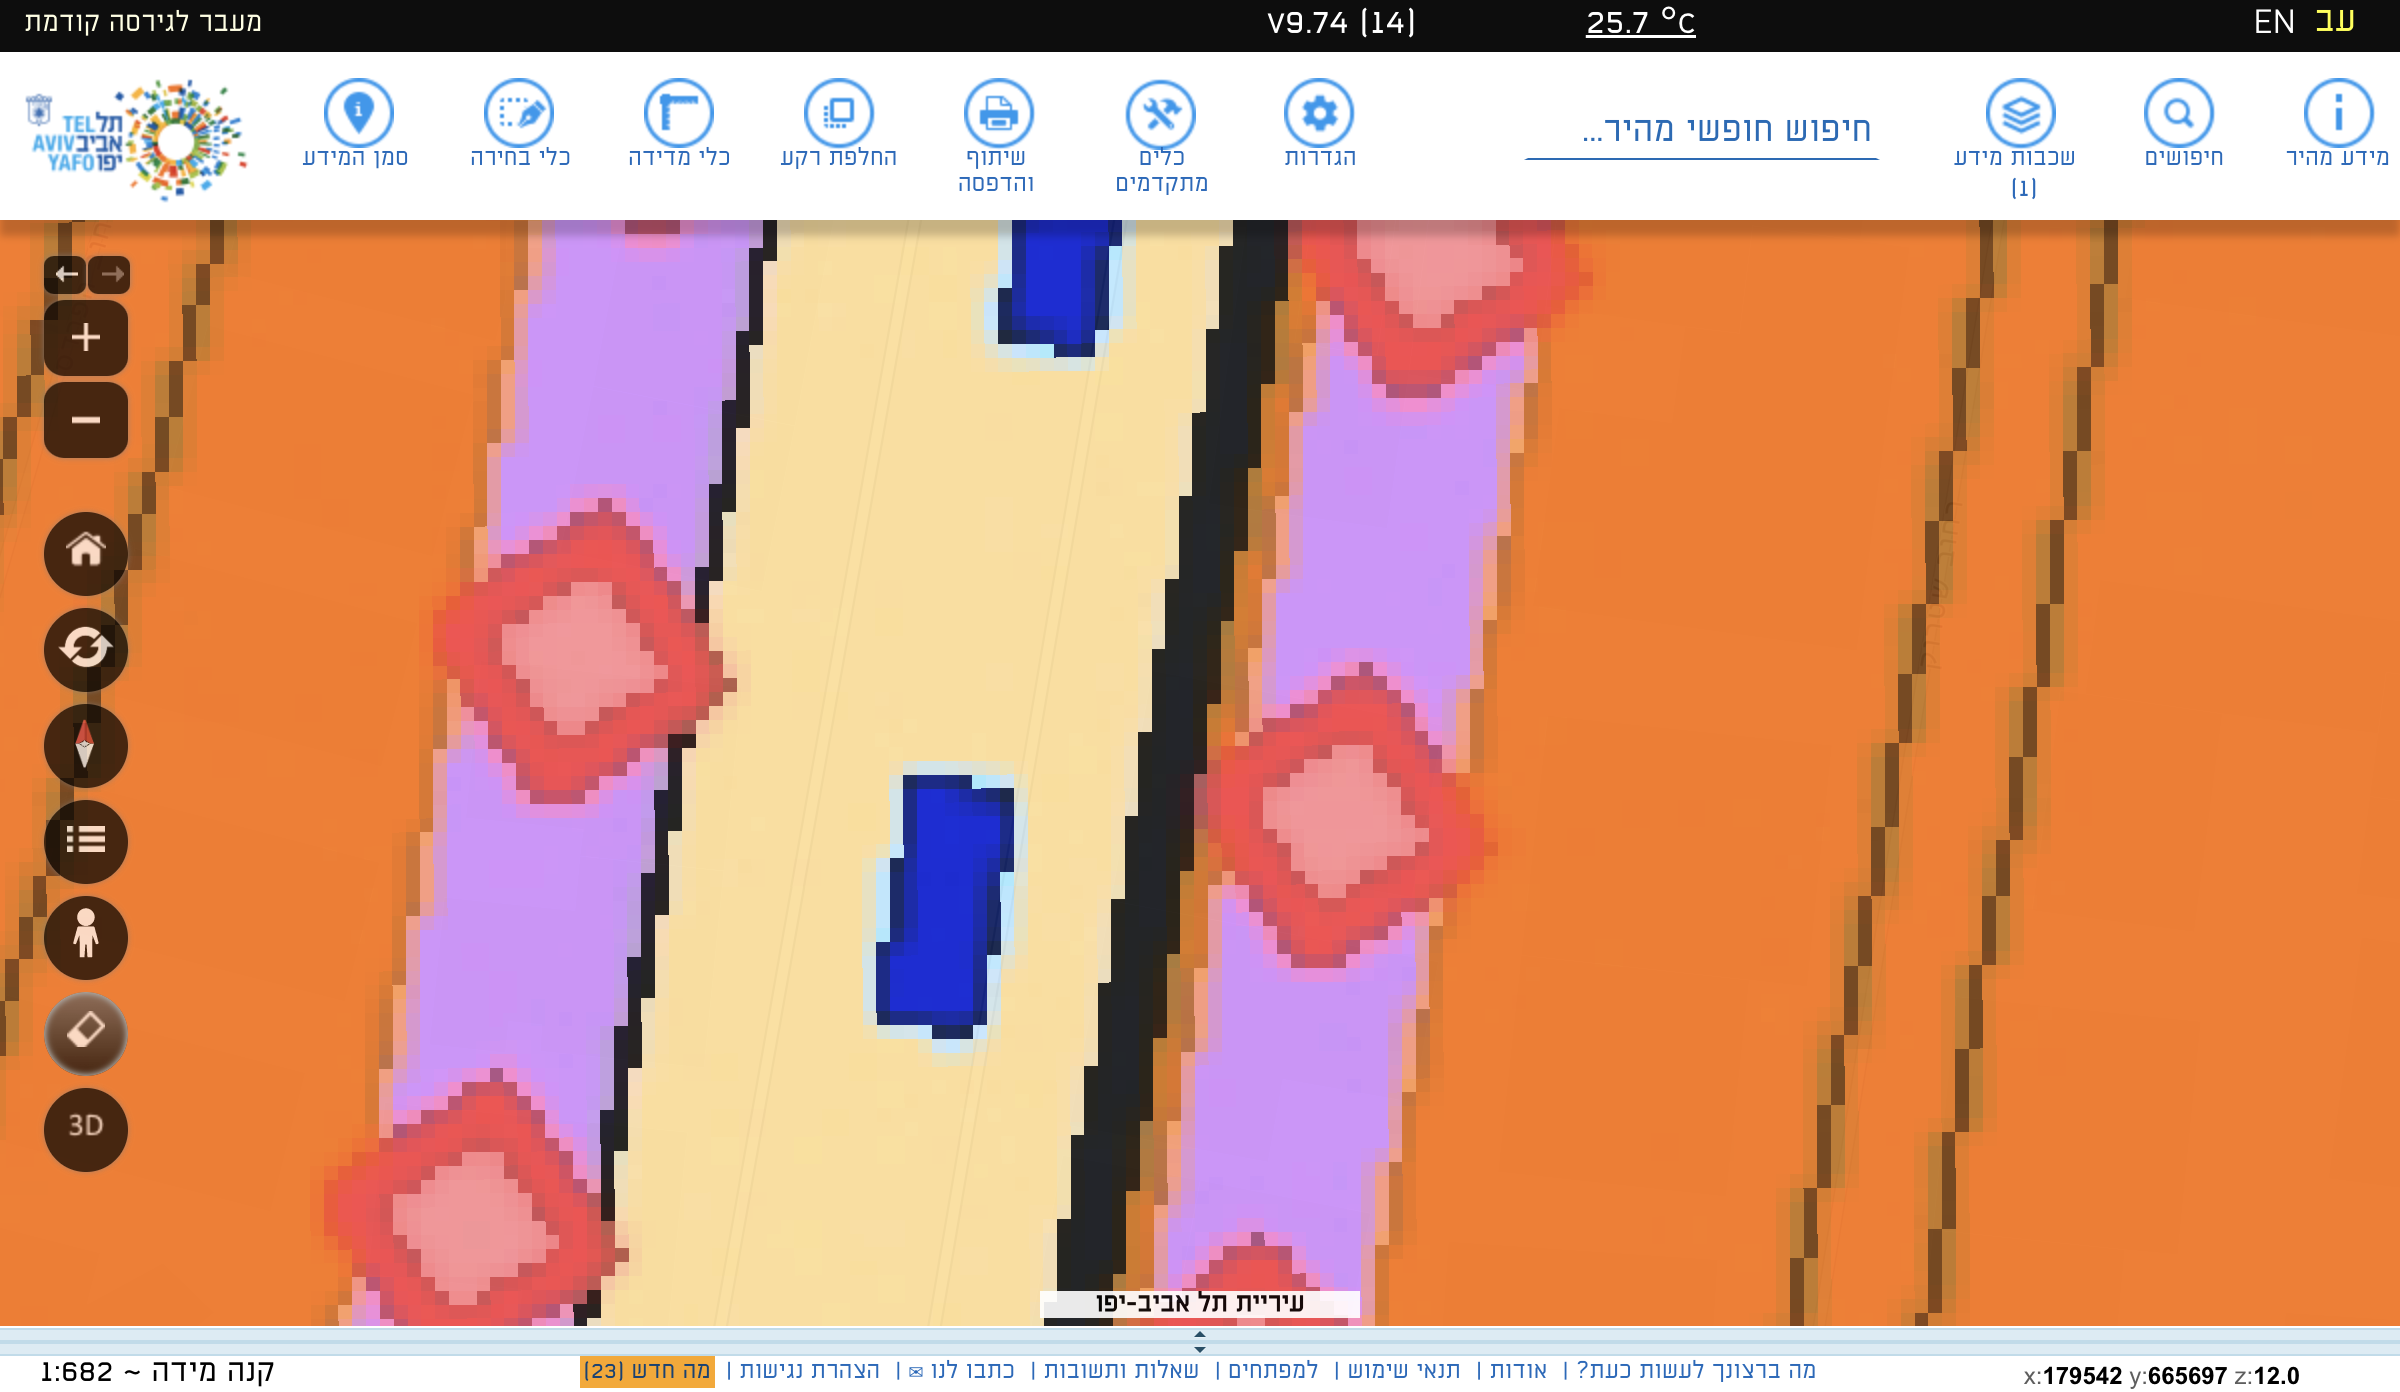 מעבר לגירסה קודמת
V9.74 (14)
25.7 °C
EN עב
תל אביב יפו
TEL AVIV YAFO
מידע מהיר
חיפושים
שכבות מידע (1)
חיפוש חופשי מהיר...
הגדרות
כלים מתקדמים
שיתוף והדפסה
החלפת רקע
כלי מדידה
כלי בחירה
סמן המידע
3D
עיריית תל אביב-יפו
מה ברצונך לעשות כעת? | אודות | תנאי שימוש | למפתחים | שאלות ותשובות | כתבו לנו ✉ | הצהרת נגישות | מה חדש (23)
קנה מידה ~ 1:682
x:179542 y:665697 z:12.0